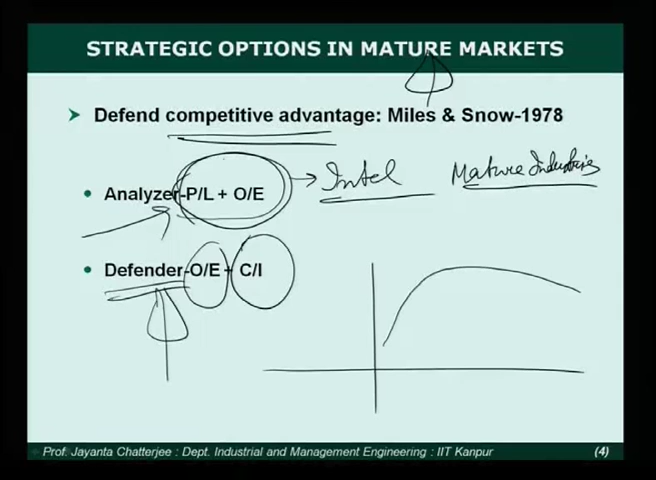 STRATEGIC OPTIONS IN MATURE MARKETS
Defend competitive advantage: Miles & Snow-1978
Analyzer-P/L + O/E
Intel
Mature Industries
Defender-O/E + C/I
Prof. Jayanta Chatterjee : Dept. Industrial and Management Engineering : IIT Kanpur (4)